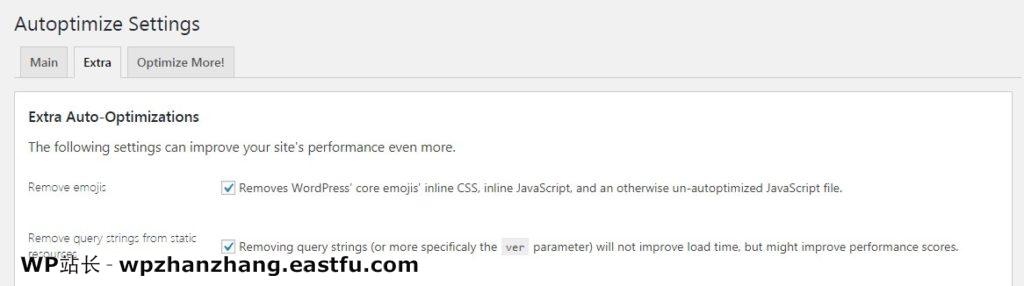 Autoptimize Settings
Main Extra Optimize More!
Extra Auto-Optimizations
The following settings can improve your site's performance even more.
Remove emojis Removes WordPress' core emojis' inline CSS, inline JavaScript, and an otherwise un-autoptimized JavaScript file.
Remove query strings from static
resources Removing query strings (or more specificaly the ver parameter) will not improve load time, but might improve performance scores.
WP站长 - wpzhanzhang.eastfu.com